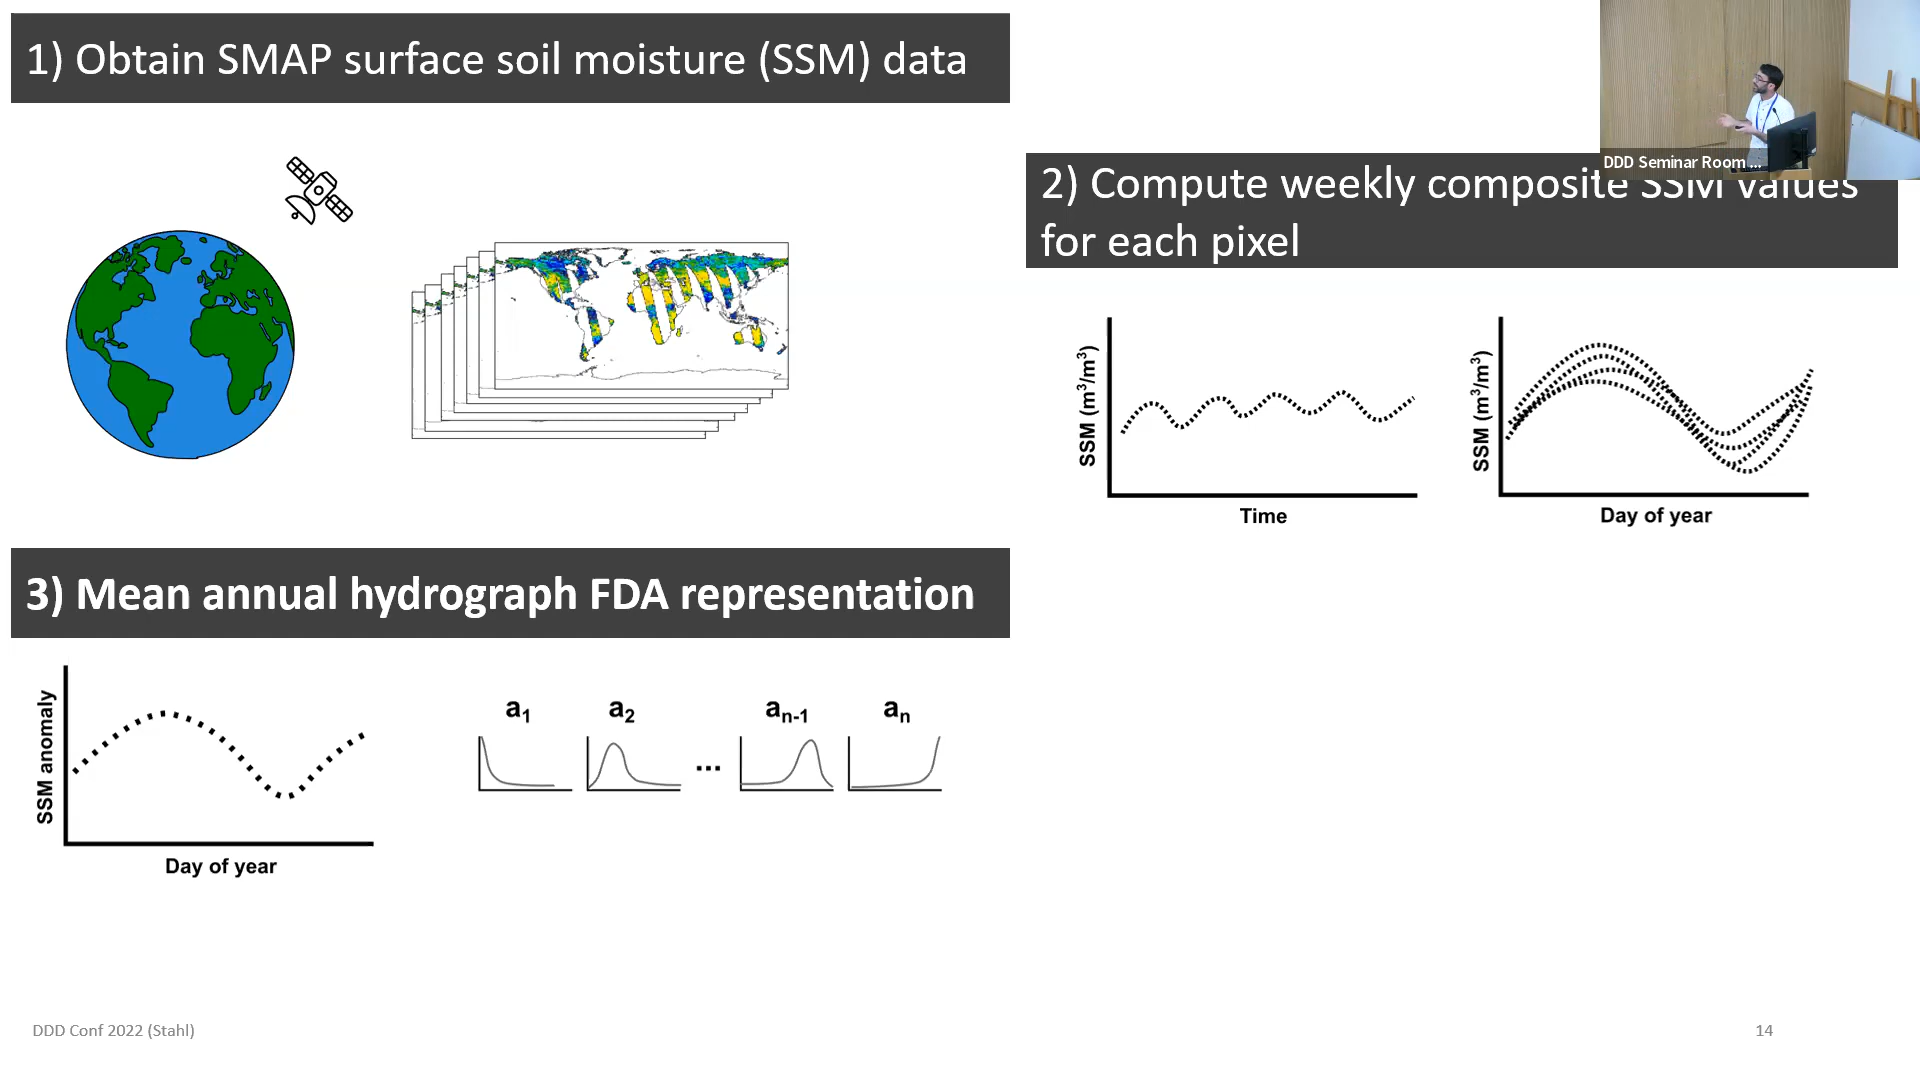 1) Obtain SMAP surface soil moisture (SSM) data
DDD Seminar Room ...
2) Compute weekly composite SSM values
for each pixel
SSM (m³/m³)
Time
SSM (m³/m³)
Day of year
3) Mean annual hydrograph FDA representation
SSM anomaly
Day of year
a₁ a₂ ... aₙ₋₁ aₙ
DDD Conf 2022 (Stahl)
14